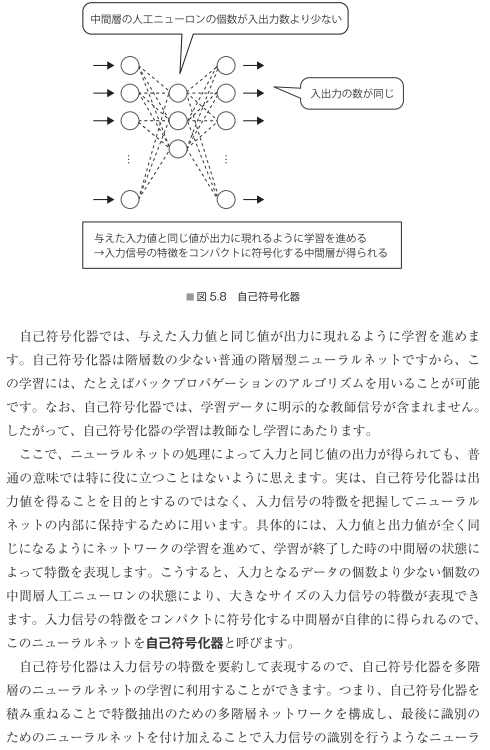 中間層の人工ニューロンの個数が入出力数より少ない
入出力の数が同じ
与えた入力値と同じ値が出力に現れるように学習を進める
→入力信号の特徴をコンパクトに符号化する中間層が得られる
■図 5.8 自己符号化器
自己符号化器では、与えた入力値と同じ値が出力に現れるように学習を進めま
す。自己符号化器は階層数の少ない普通の階層型ニューラルネットですから、こ
の学習には、たとえばバックプロパゲーションのアルゴリズムを用いることが可能
です。なお、自己符号化器では、学習データに明示的な教師信号が含まれません。
したがって、自己符号化器の学習は教師なし学習にあたります。
ここで、ニューラルネットの処理によって入力と同じ値の出力が得られても、普
通の意味では特に役に立つことはないように思えます。実は、自己符号化器は出
力値を得ることを目的とするのではなく、入力信号の特徴を把握してニューラル
ネットの内部に保持するために用います。具体的には、入力値と出力値が全く同
じになるようにネットワークの学習を進めて、学習が終了した時の中間層の状態に
よって特徴を表現します。こうすると、入力となるデータの個数より少ない個数の
中間層人工ニューロンの状態により、大きなサイズの入力信号の特徴が表現でき
ます。入力信号の特徴をコンパクトに符号化する中間層が自律的に得られるので、
このニューラルネットを自己符号化器と呼びます。
自己符号化器は入力信号の特徴を要約して表現するので、自己符号化器を多階
層のニューラルネットの学習に利用することができます。つまり、自己符号化器を
積み重ねることで特徴抽出のための多階層ネットワークを構成し、最後に識別の
ためのニューラルネットを付け加えることで入力信号の識別を行うようなニューラ